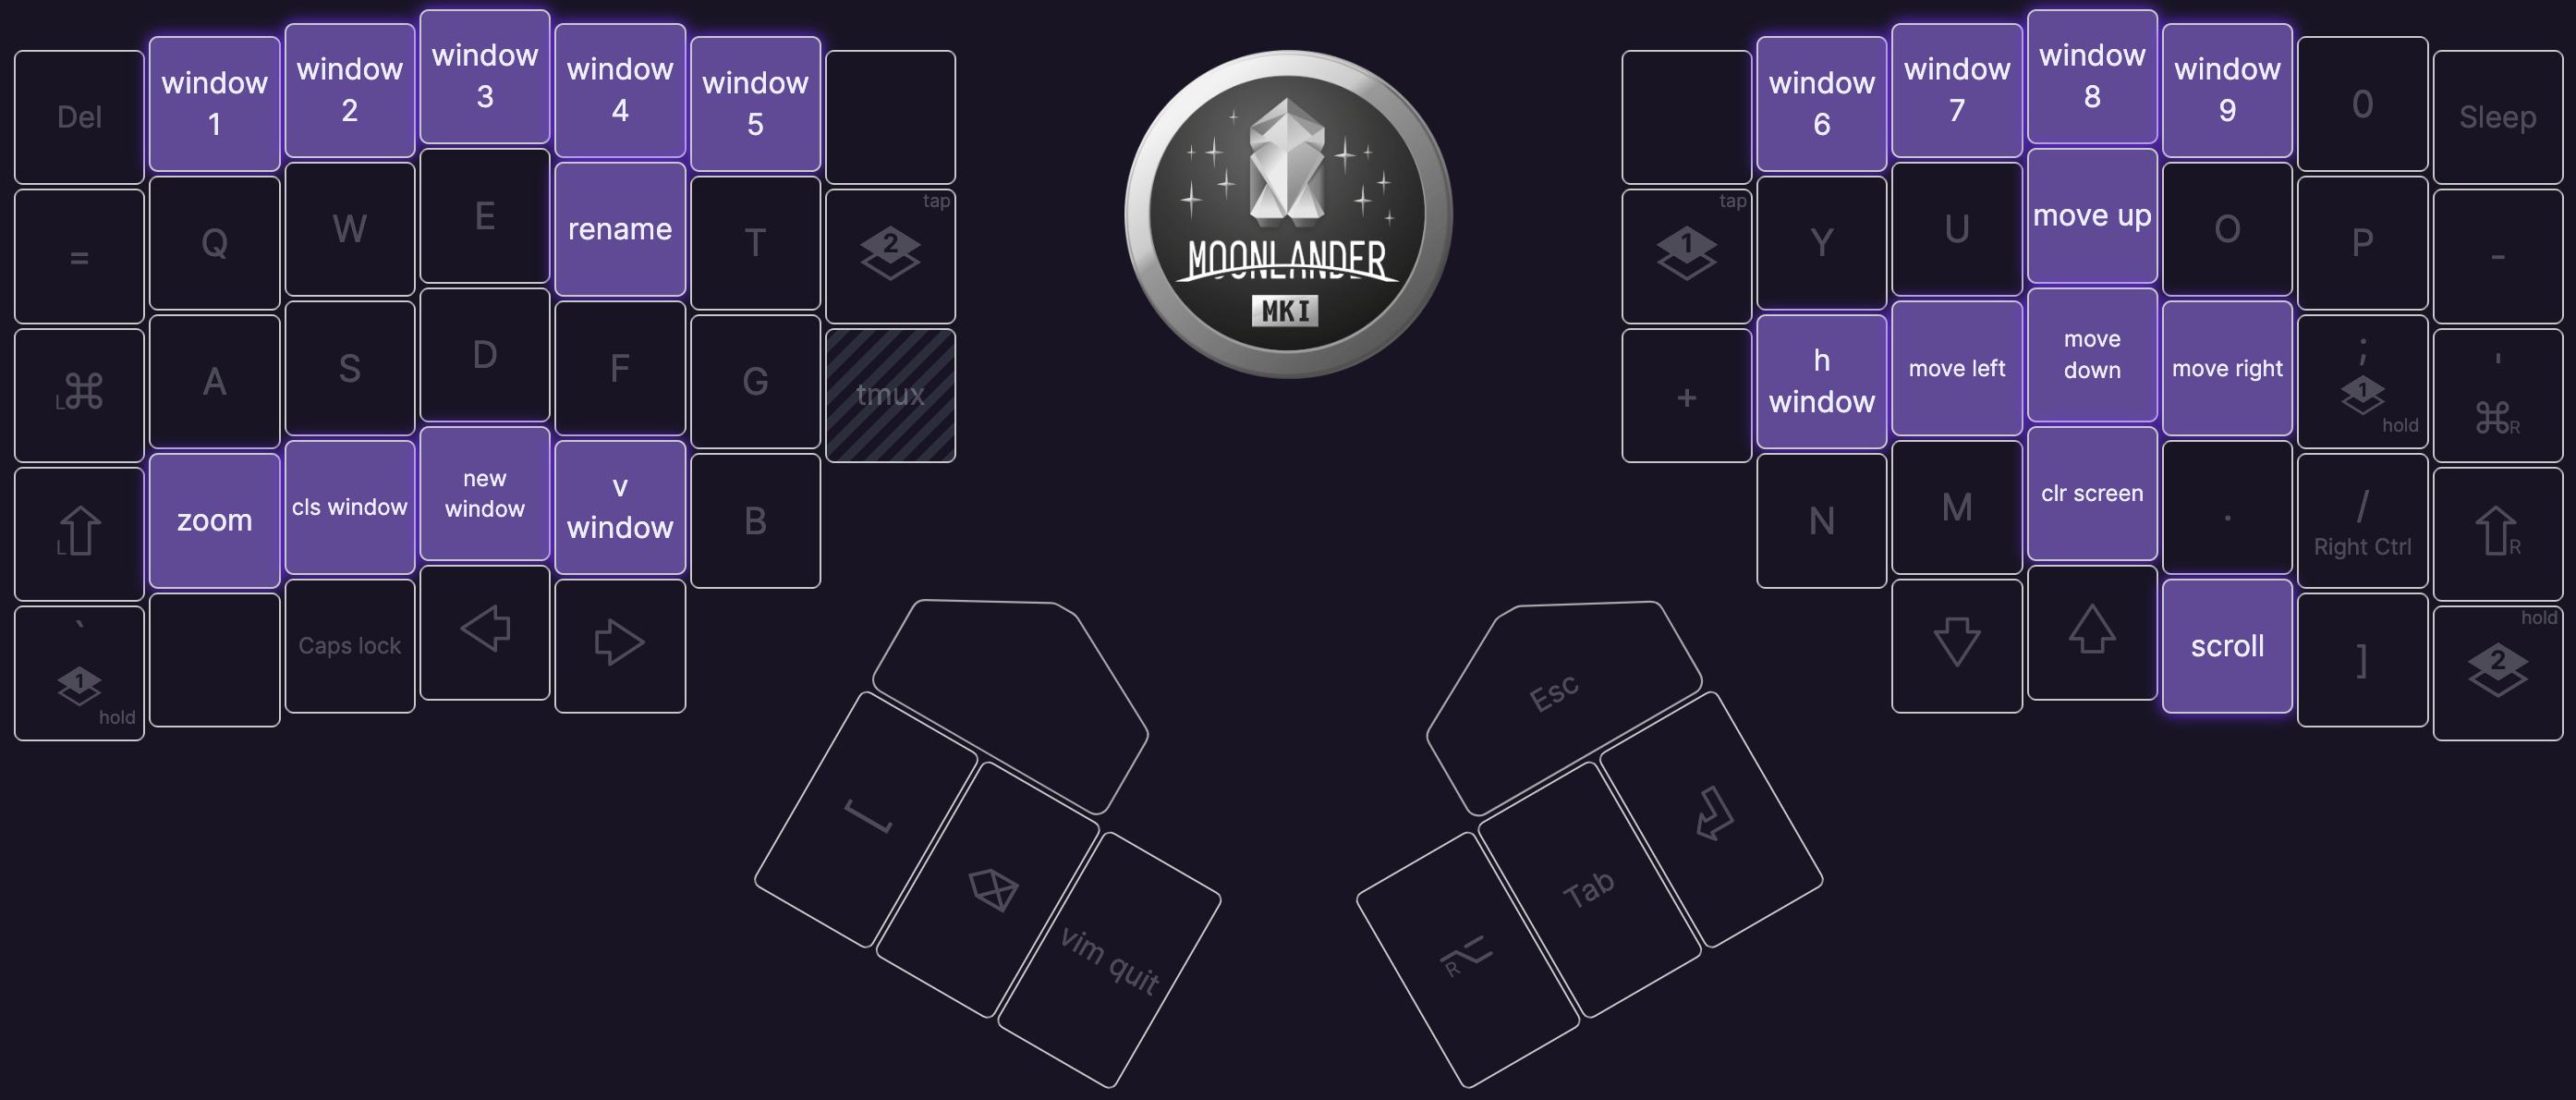 Del
window
1
window
2
window
3
window
4
window
5
=
Q
W
E
rename
T
tap
2
L
A
S
D
F
G
tmux
L
zoom
cls window
new
window
v
window
B
`
1
hold
Caps lock
vim quit
MOONLANDER
MKI
window
6
window
7
window
8
window
9
0
Sleep
tap
1
Y
U
move up
O
P
-
+
h
window
move left
move
down
move right
;
1
hold
'
R
N
M
clr screen
.
/
Right Ctrl
R
scroll
]
hold
2
Esc
Tab
R